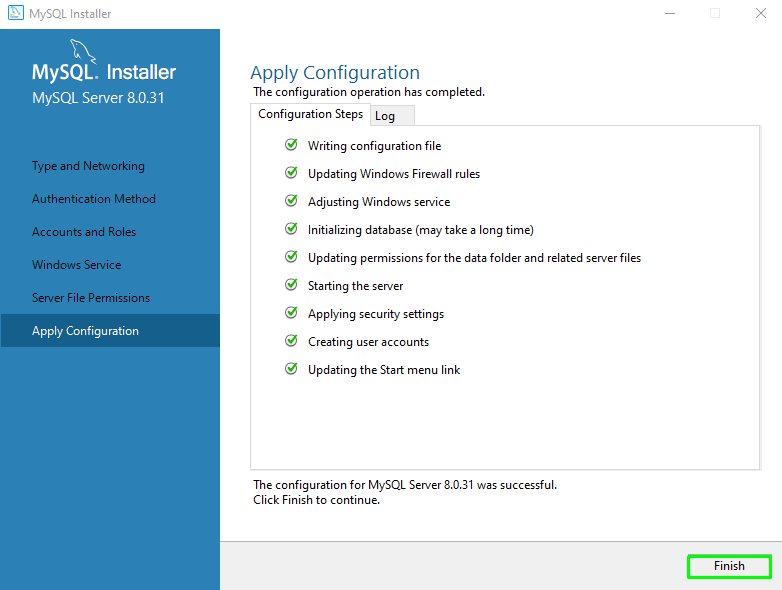 MySQL Installer
MySQL. Installer
MySQL Server 8.0.31
Type and Networking
Authentication Method
Accounts and Roles
Windows Service
Server File Permissions
Apply Configuration
Apply Configuration
The configuration operation has completed.
Configuration Steps Log
Writing configuration file
Updating Windows Firewall rules
Adjusting Windows service
Initializing database (may take a long time)
Updating permissions for the data folder and related server files
Starting the server
Applying security settings
Creating user accounts
Updating the Start menu link
The configuration for MySQL Server 8.0.31 was successful.
Click Finish to continue.
Finish